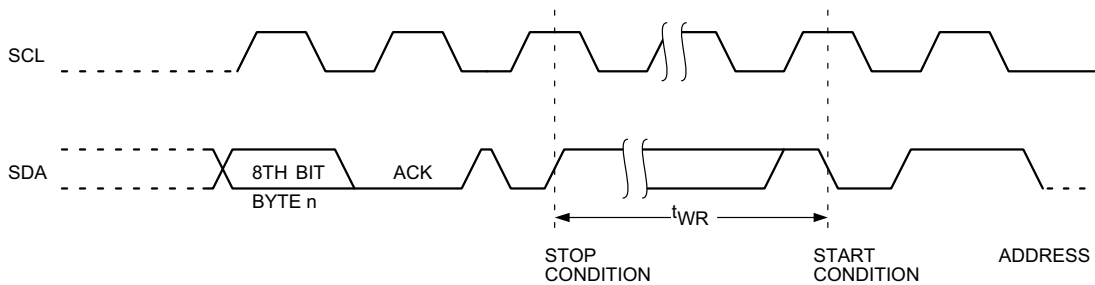 SCL
SDA
8TH BIT
ACK
BYTE n
tWR
STOP
CONDITION
START
CONDITION
ADDRESS